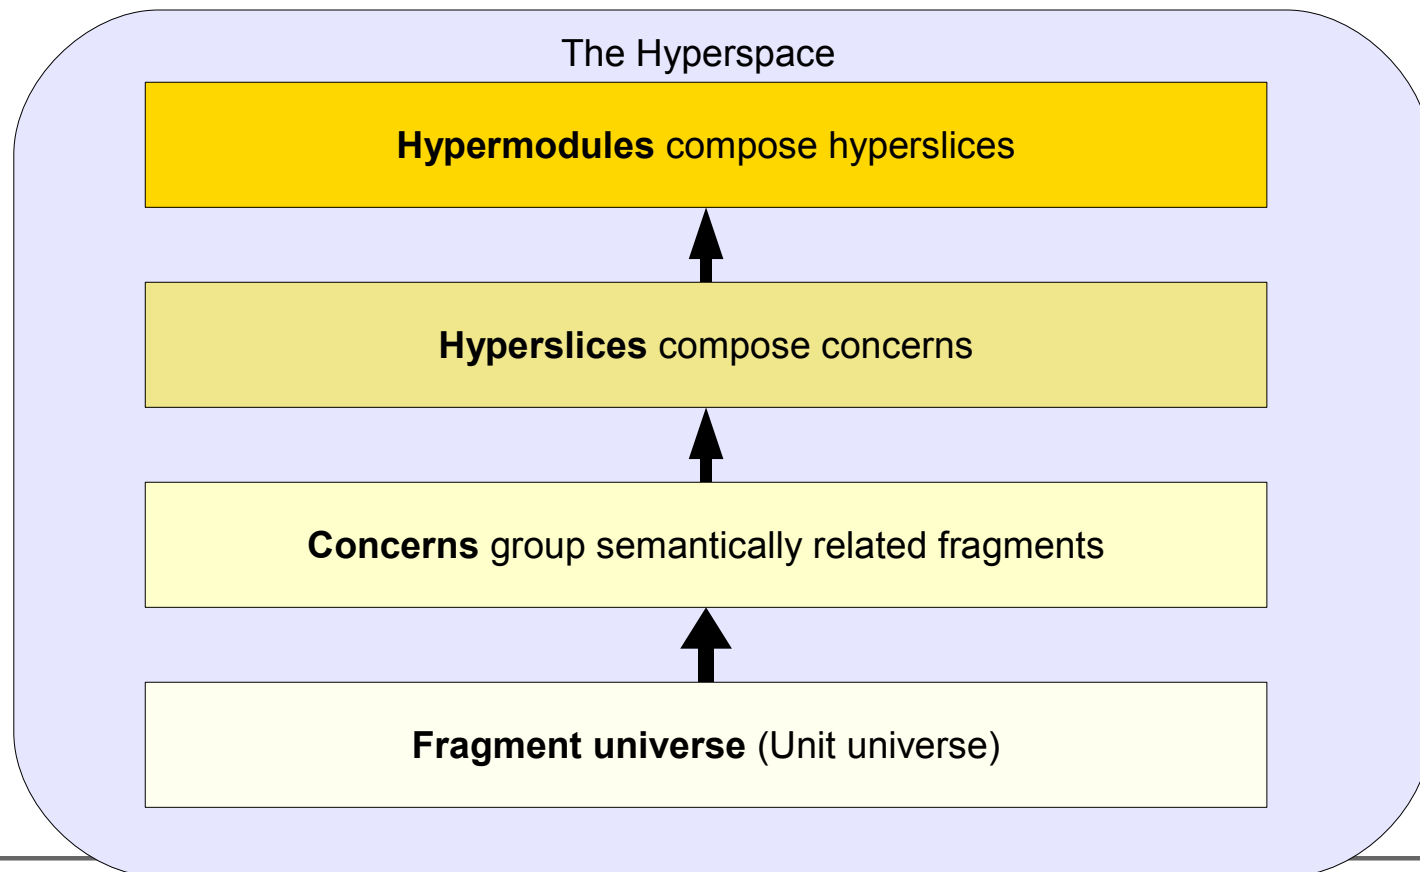 The Hyperspace
Hypermodules compose hyperslices
Hyperslices compose concerns
Concerns group semantically related fragments
Fragment universe (Unit universe)